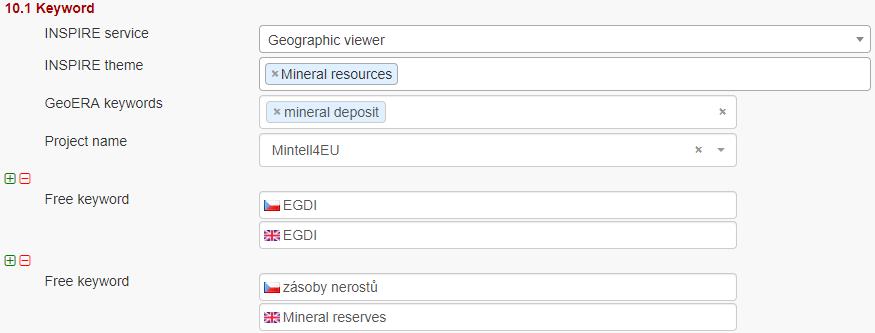 10.1 Keyword
INSPIRE service
Geographic viewer
INSPIRE theme
×Mineral resources
GeoERA keywords
×mineral deposit ×
Project name
Mintell4EU ×
Free keyword
EGDI
EGDI
Free keyword
zásoby nerostů
Mineral reserves